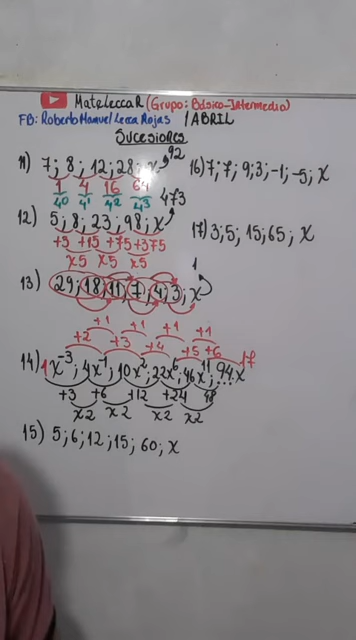 MateLeccaR (Grupo: Básico-Intermedio)
FB: Roberto Manuel Lecca Rojas / ABRIL
SUCESIONES
11) 7; 8; 12; 28; x 92
1 4 16 64
4⁰ 4¹ 4² 4³
12) 5; 8; 23; 98; x 473
+3 +15 +75 +375
x5 x5 x5
13) 29; 18; 11; 7; 4; 3; x 1
+1 +1 +1 +1
+2 +3 +4 +5 +6
14) 1x⁻³; 4x⁻¹; 10x²; 22x⁶; 46x¹¹; 94x¹⁷
+3 +6 +12 +24 48
x2 x2 x2 x2
15) 5; 6; 12; 15; 60; x
16) 7; 7; 9; 3; -1; -5; x
17) 3; 5; 15; 65; x